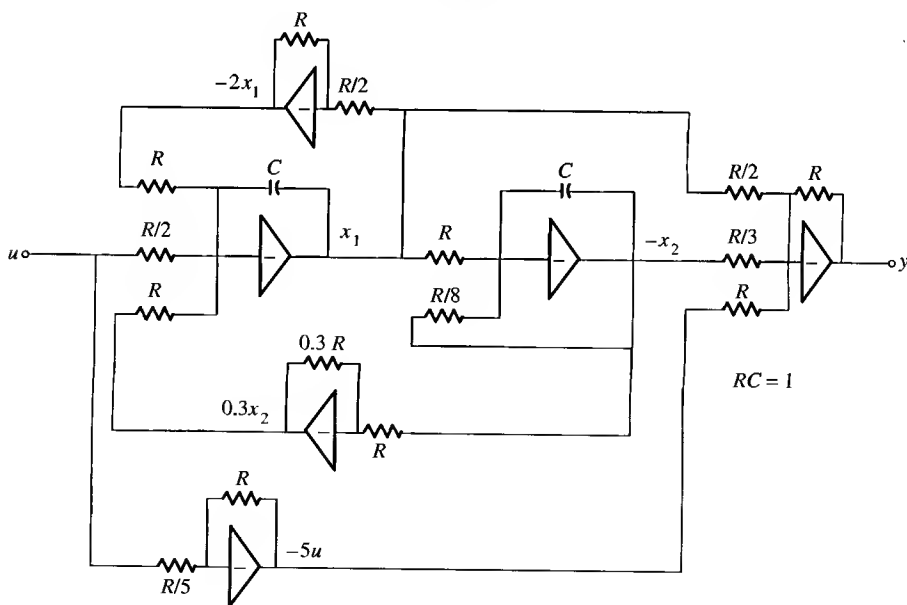 R
−2x₁
R/2
R
C
R/2
R
R/2
x₁
R
C
−x₂
R/3
u
y
R
R/8
R
0.3 R
RC = 1
0.3x₂
R
R
−5u
R/5